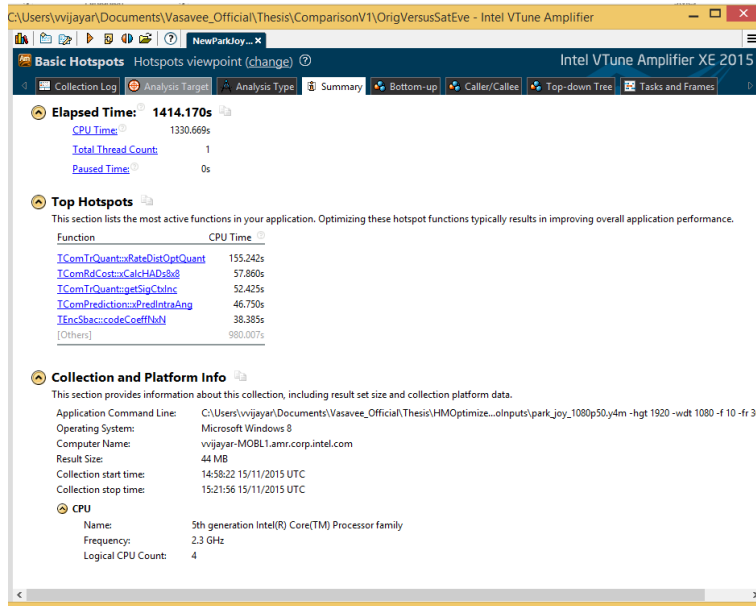 C:\Users\vvijayar\Documents\Vasavee_Official\Thesis\ComparisonV1\OrigVersusSatEve - Intel VTune Amplifier
NewParkJoy... ×
Basic Hotspots Hotspots viewpoint (change) ? Intel VTune Amplifier XE 2015
Collection Log Analysis Target Analysis Type Summary Bottom-up Caller/Callee Top-down Tree Tasks and Frames
Elapsed Time: 1414.170s
CPU Time: 1330.669s
Total Thread Count: 1
Paused Time: 0s
Top Hotspots
This section lists the most active functions in your application. Optimizing these hotspot functions typically results in improving overall application performance.
Function CPU Time
TComTrQuant::xRateDistOptQuant 155.242s
TComRdCost::xCalcHADs8x8 57.860s
TComTrQuant::getSigCtxInc 52.425s
TComPrediction::xPredIntraAng 46.750s
TEncSbac::codeCoeffNxN 38.385s
[Others] 980.007s
Collection and Platform Info
This section provides information about this collection, including result set size and collection platform data.
Application Command Line: C:\Users\vvijayar\Documents\Vasavee_Official\Thesis\HMOptimize...oInputs\park_joy_1080p50.y4m -hgt 1920 -wdt 1080 -f 10 -fr 3
Operating System: Microsoft Windows 8
Computer Name: vvijayar-MOBL1.amr.corp.intel.com
Result Size: 44 MB
Collection start time: 14:58:22 15/11/2015 UTC
Collection stop time: 15:21:56 15/11/2015 UTC
CPU
Name: 5th generation Intel(R) Core(TM) Processor family
Frequency: 2.3 GHz
Logical CPU Count: 4